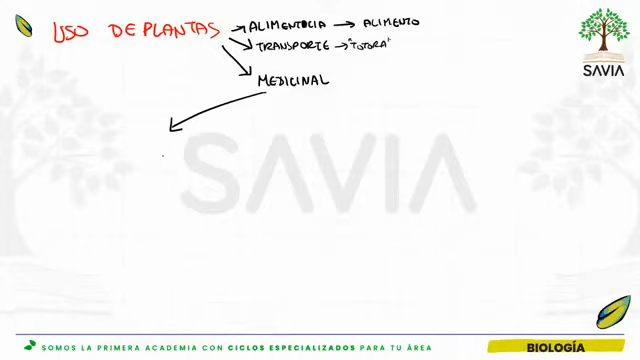 USO DE PLANTAS → ALIMENTICIA → ALIMENTO
→ TRANSPORTE → "TOTORA"
MEDICINAL
SAVIA
SAVIA
SOMOS LA PRIMERA ACADEMIA CON CICLOS ESPECIALIZADOS PARA TU ÁREA
BIOLOGÍA